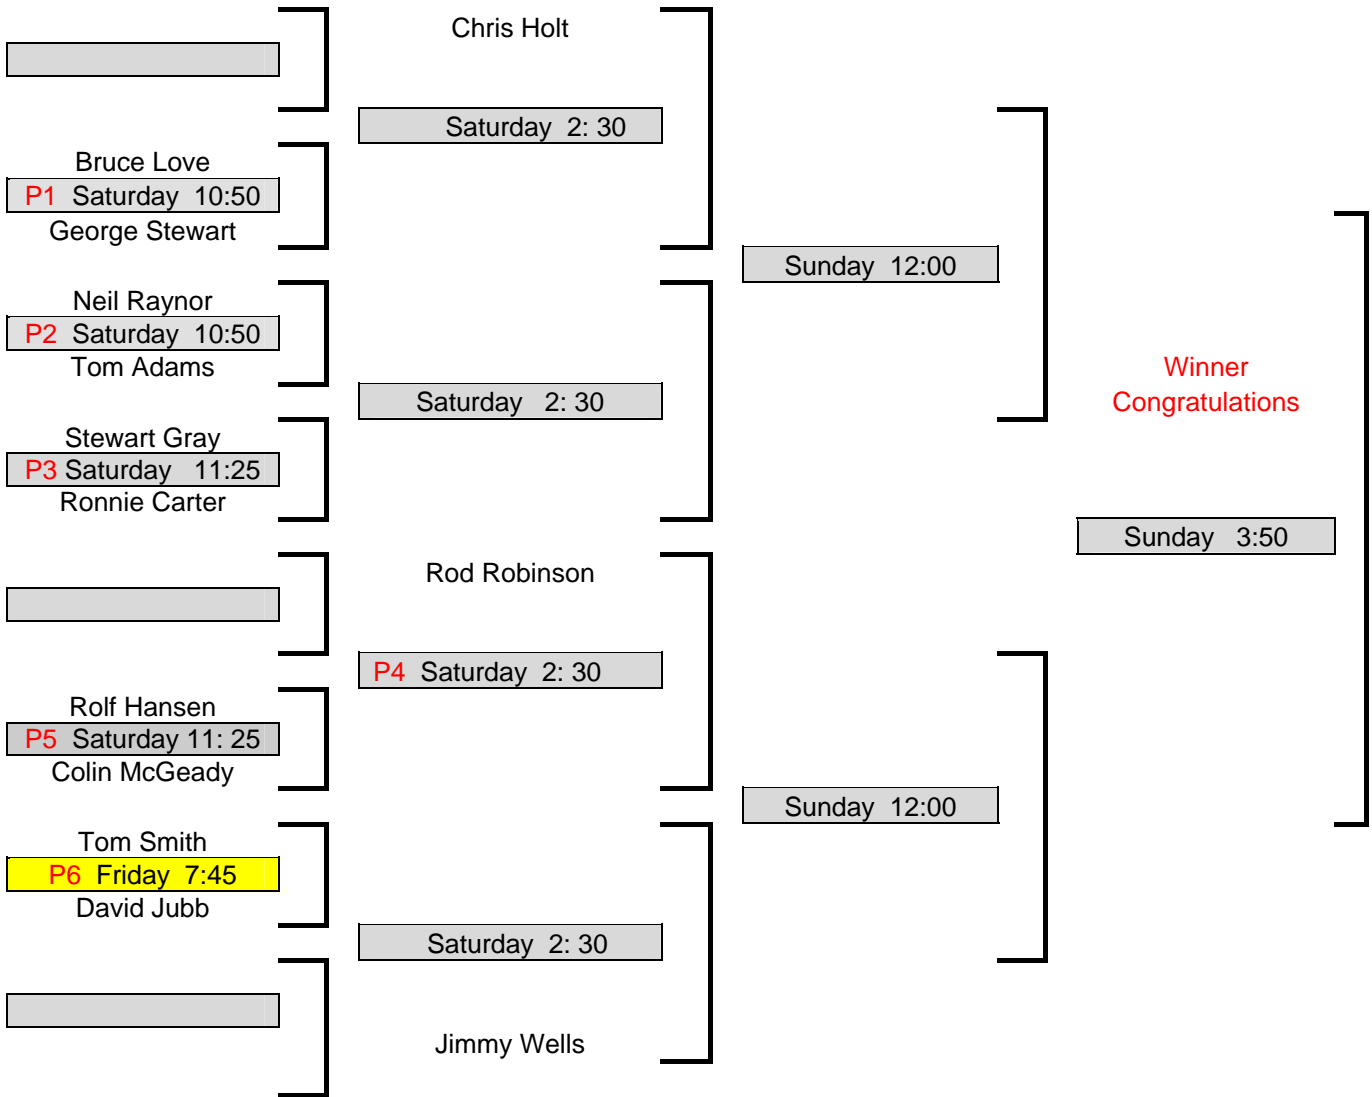 Chris Holt
Saturday 2: 30
Bruce Love
P1 Saturday 10:50
George Stewart
Sunday 12:00
Neil Raynor
P2 Saturday 10:50
Tom Adams
Winner
Congratulations
Saturday 2: 30
Stewart Gray
P3 Saturday 11:25
Ronnie Carter
Sunday 3:50
Rod Robinson
P4 Saturday 2: 30
Rolf Hansen
P5 Saturday 11: 25
Colin McGeady
Sunday 12:00
Tom Smith
P6 Friday 7:45
David Jubb
Saturday 2: 30
Jimmy Wells